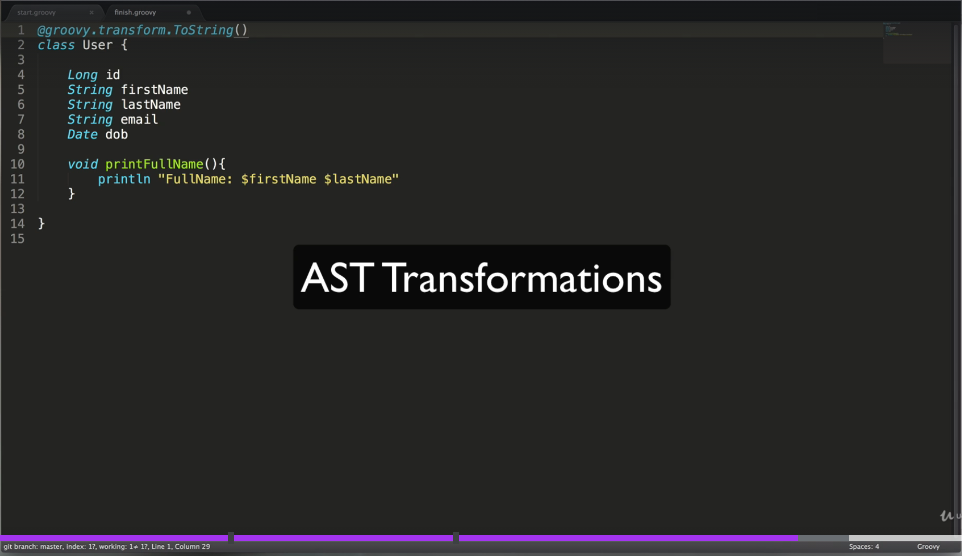 start.groovy
finish.groovy
1 @groovy.transform.ToString()
2 class User {
3
4 Long id
5 String firstName
6 String lastName
7 String email
8 Date dob
9
10 void printFullName(){
11 println "FullName: $firstName $lastName"
12 }
13
14 }
15
AST Transformations
git branch: master, index: 1?, working: 1≠ 1?, Line 1, Column 29
Spaces: 4
Groovy